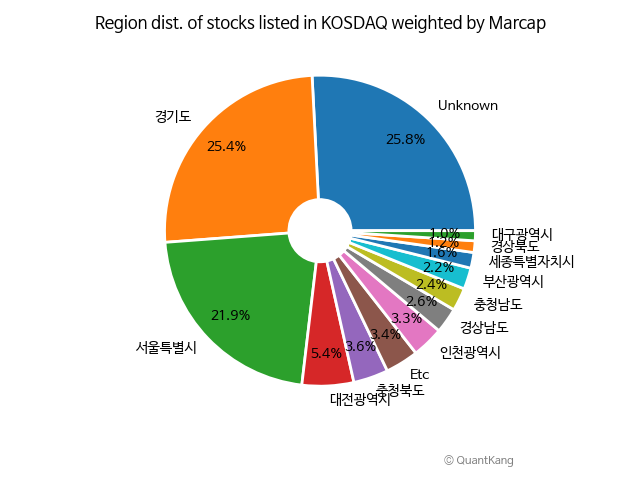 Region dist. of stocks listed in KOSDAQ weighted by Marcap
Unknown
25.8%
경기도
25.4%
서울특별시
21.9%
대전광역시
5.4%
충청북도
3.6%
Etc
3.4%
인천광역시
3.3%
경상남도
2.6%
충청남도
2.4%
부산광역시
2.2%
세종특별자치시
1.6%
경상북도
1.2%
대구광역시
1.0%
© QuantKang